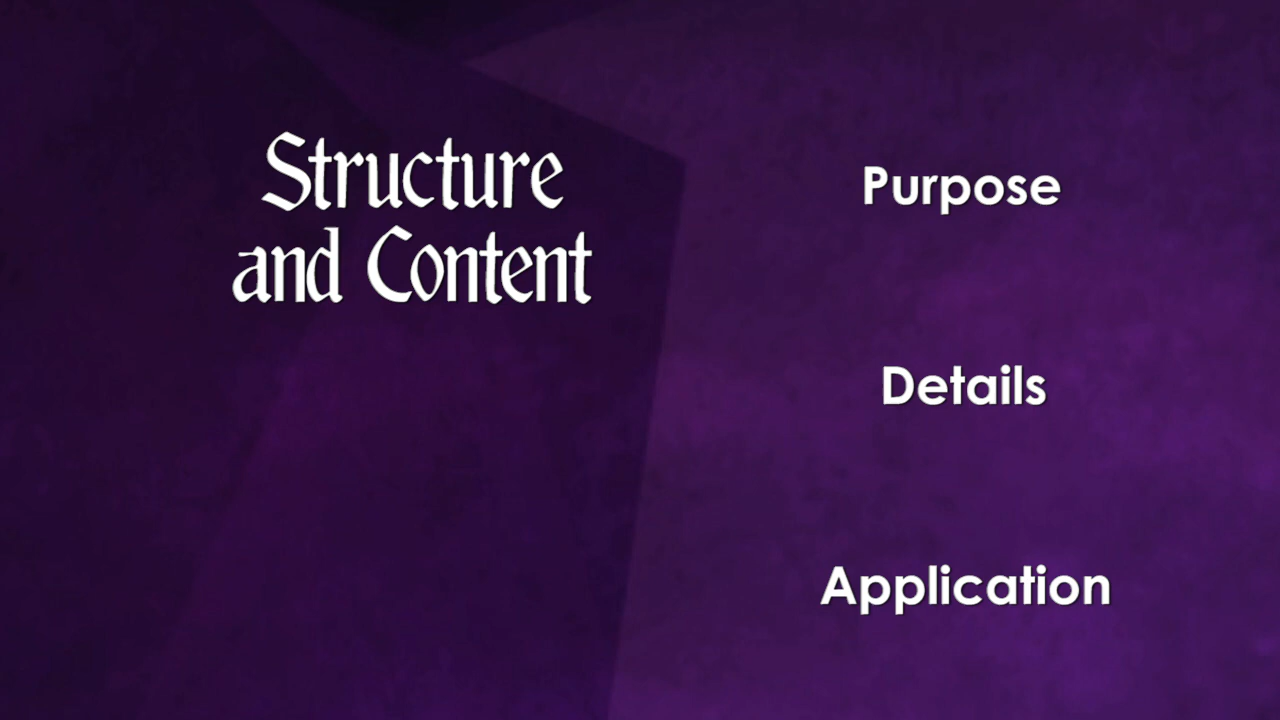 Structure
and Content
Purpose
Details
Application